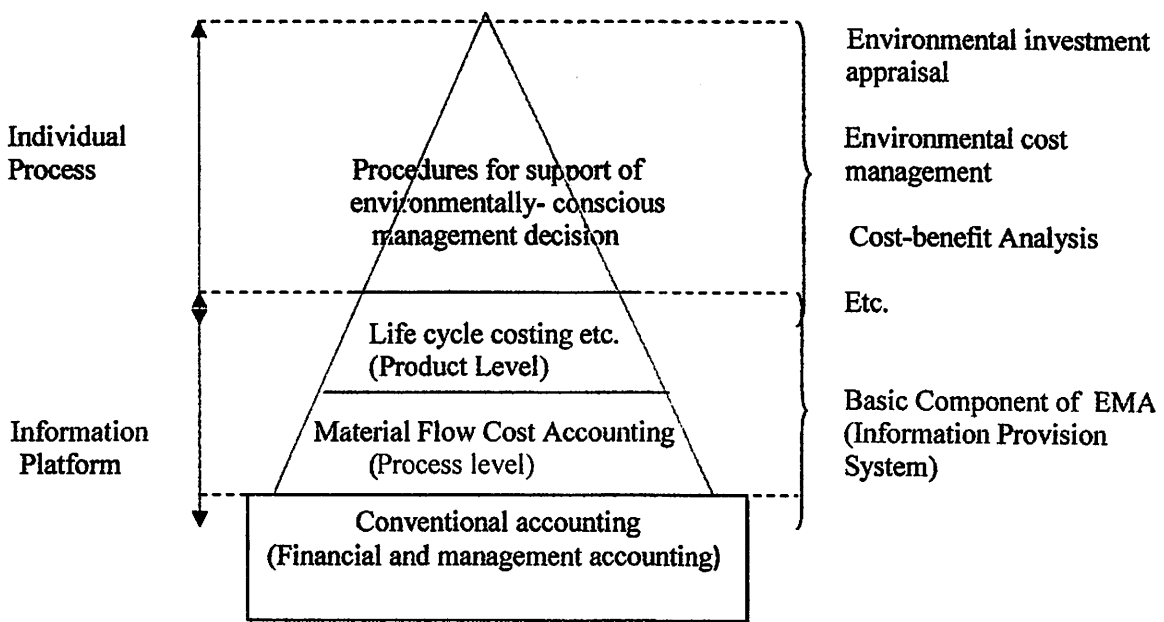 Individual
Process
Information
Platform
Procedures for support of
environmentally- conscious
management decision
Life cycle costing etc.
(Product Level)
Material Flow Cost Accounting
(Process level)
Conventional accounting
(Financial and management accounting)
Environmental investment
appraisal
Environmental cost
management
Cost-benefit Analysis
Etc.
Basic Component of EMA
(Information Provision
System)